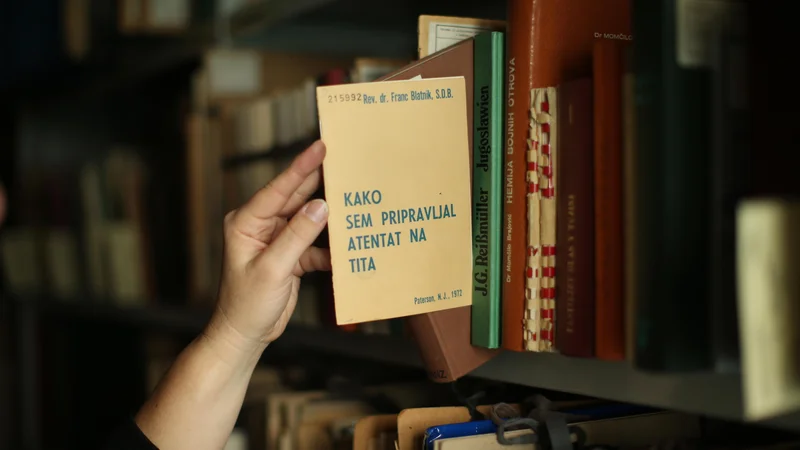 215992 Rev. dr. Franc Blatnik, S.D.B.
KAKO
SEM PRIPRAVLJAL
ATENTAT NA
TITA
Paterson, N.J., 1972
J.G. Reißmüller Jugoslawien
Dr Momčilo Mrajović HEMIJA BOJNIH OTROVA
Dr MOMČILO